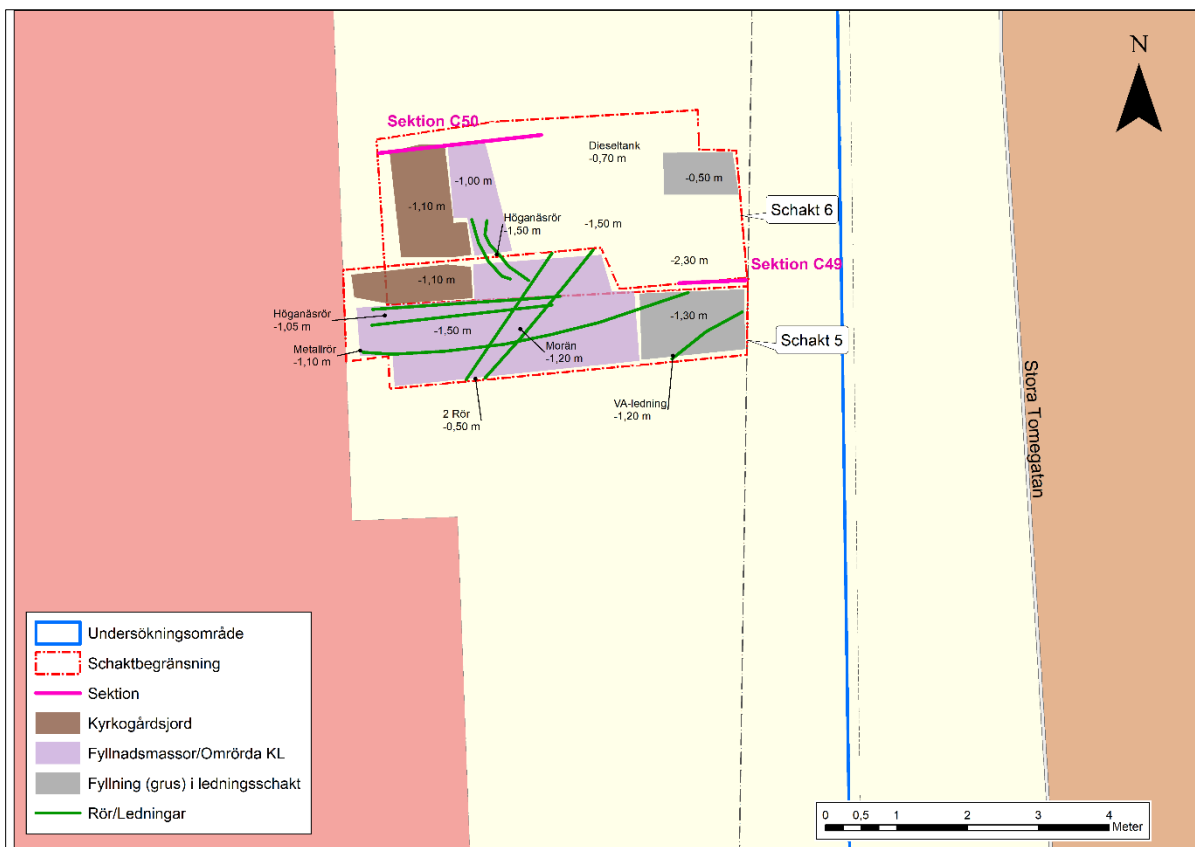 N
Sektion C50
Dieseltank
-0,70 m
-1,00 m
-0,50 m
-1,10 m
Schakt 6
Höganäsrör
-1,50 m
-1,50 m
-2,30 m
Sektion C49
-1,10 m
Höganäsrör
-1,05 m
-1,50 m
-1,30 m
Schakt 5
Metallrör
-1,10 m
Morän
-1,20 m
2 Rör
-0,50 m
VA-ledning
-1,20 m
Stora Tomegatan
Undersökningsområde
Schaktbegränsning
Sektion
Kyrkogårdsjord
Fyllnadsmassor/Omrörda KL
Fyllning (grus) i ledningsschakt
Rör/Ledningar
0 0,5 1 2 3 4
Meter